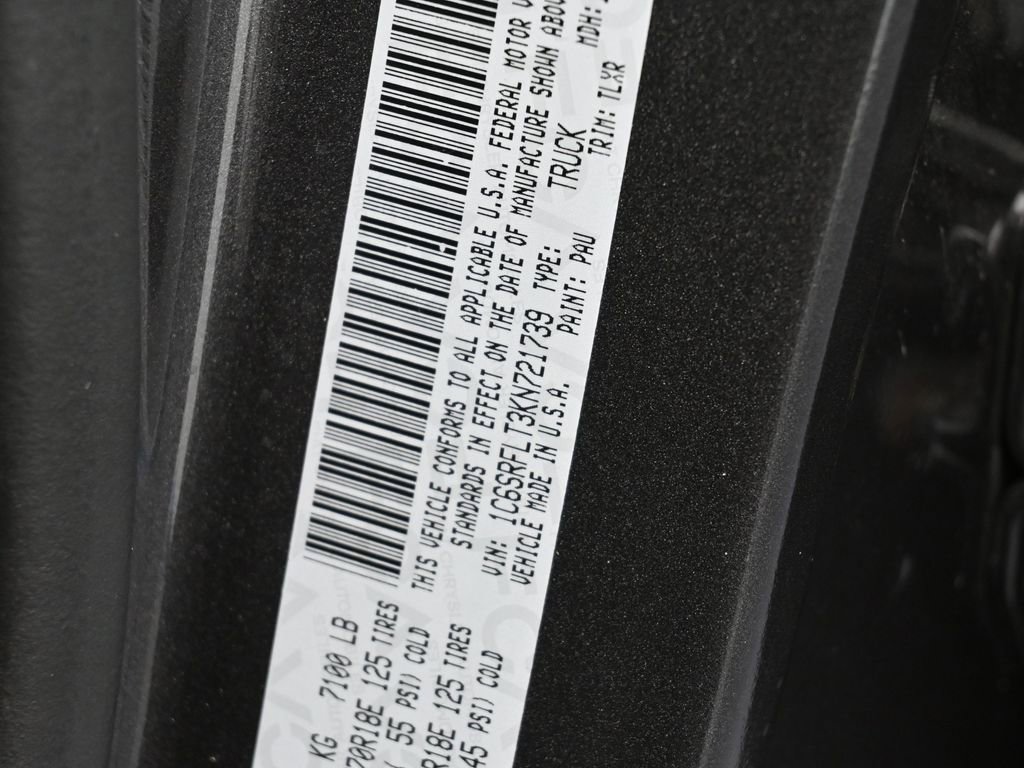 KG 7100 LB
70R18E 125 TIRES
55 PSI) COLD
R18E 125 TIRES
45 PSI) COLD
THIS VEHICLE CONFORMS TO ALL APPLICABLE U.S.A. FEDERAL MOTOR V
STANDARDS IN EFFECT ON THE DATE OF MANUFACTURE SHOWN ABOV
VIN: 1C6SRFLT3KN721739 TYPE: TRUCK
VEHICLE MADE IN U.S.A. PAINT: PAU TRIM: TLXR MDH: